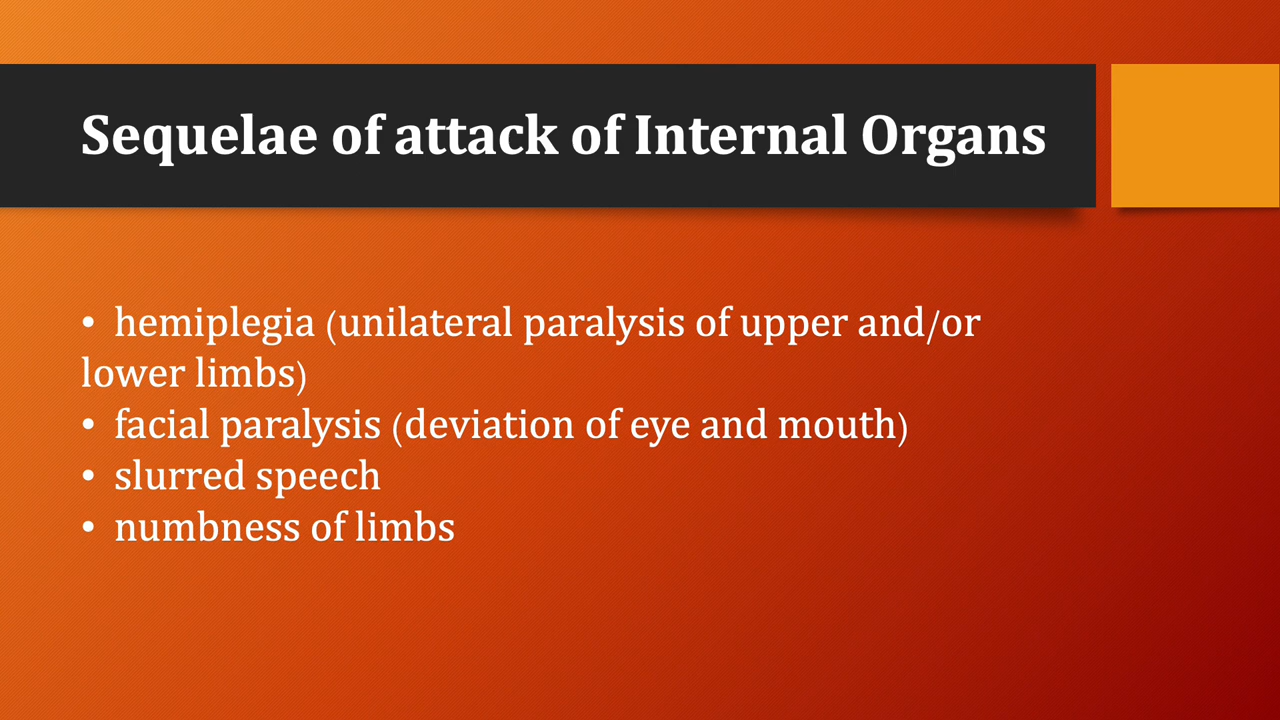 Sequelae of attack of Internal Organs
• hemiplegia (unilateral paralysis of upper and/or
lower limbs)
• facial paralysis (deviation of eye and mouth)
• slurred speech
• numbness of limbs